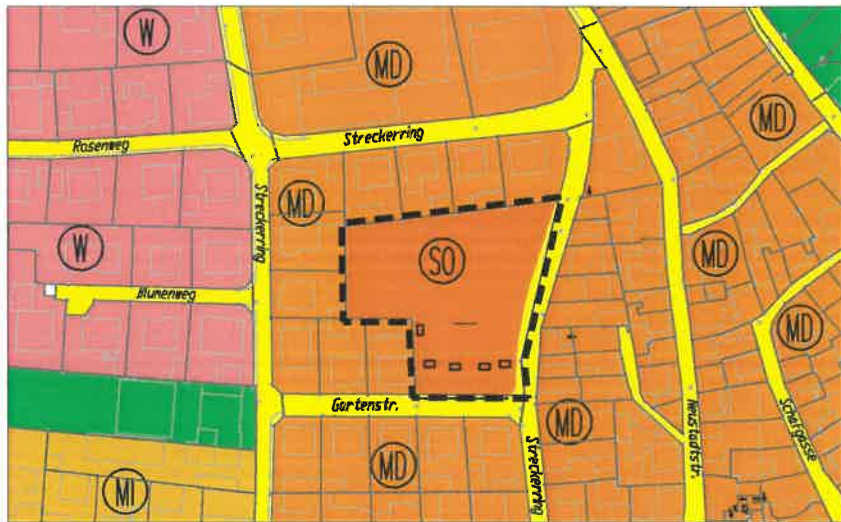 W
MD
Streckerring
MD
Rosenweg
Streckerring
MD
W
SO
MD
Blumenweg
MD
Gartenstr.
MD
MD
Streckerring
Neustadtstr.
Schafgasse
MI